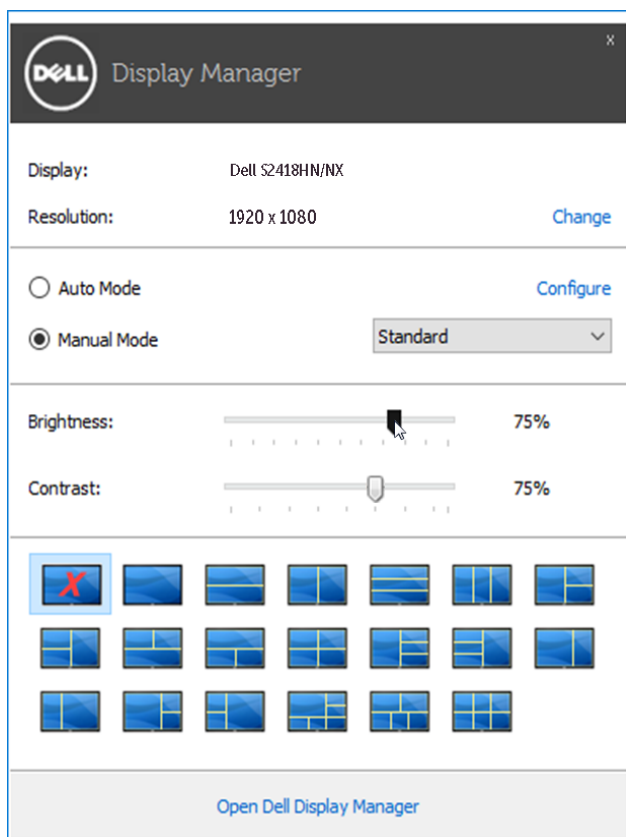 X
DELL Display Manager
Display: Dell S2418HN/NX
Resolution: 1920 x 1080 Change
Auto Mode Configure
Manual Mode Standard
Brightness: 75%
Contrast: 75%
Open Dell Display Manager